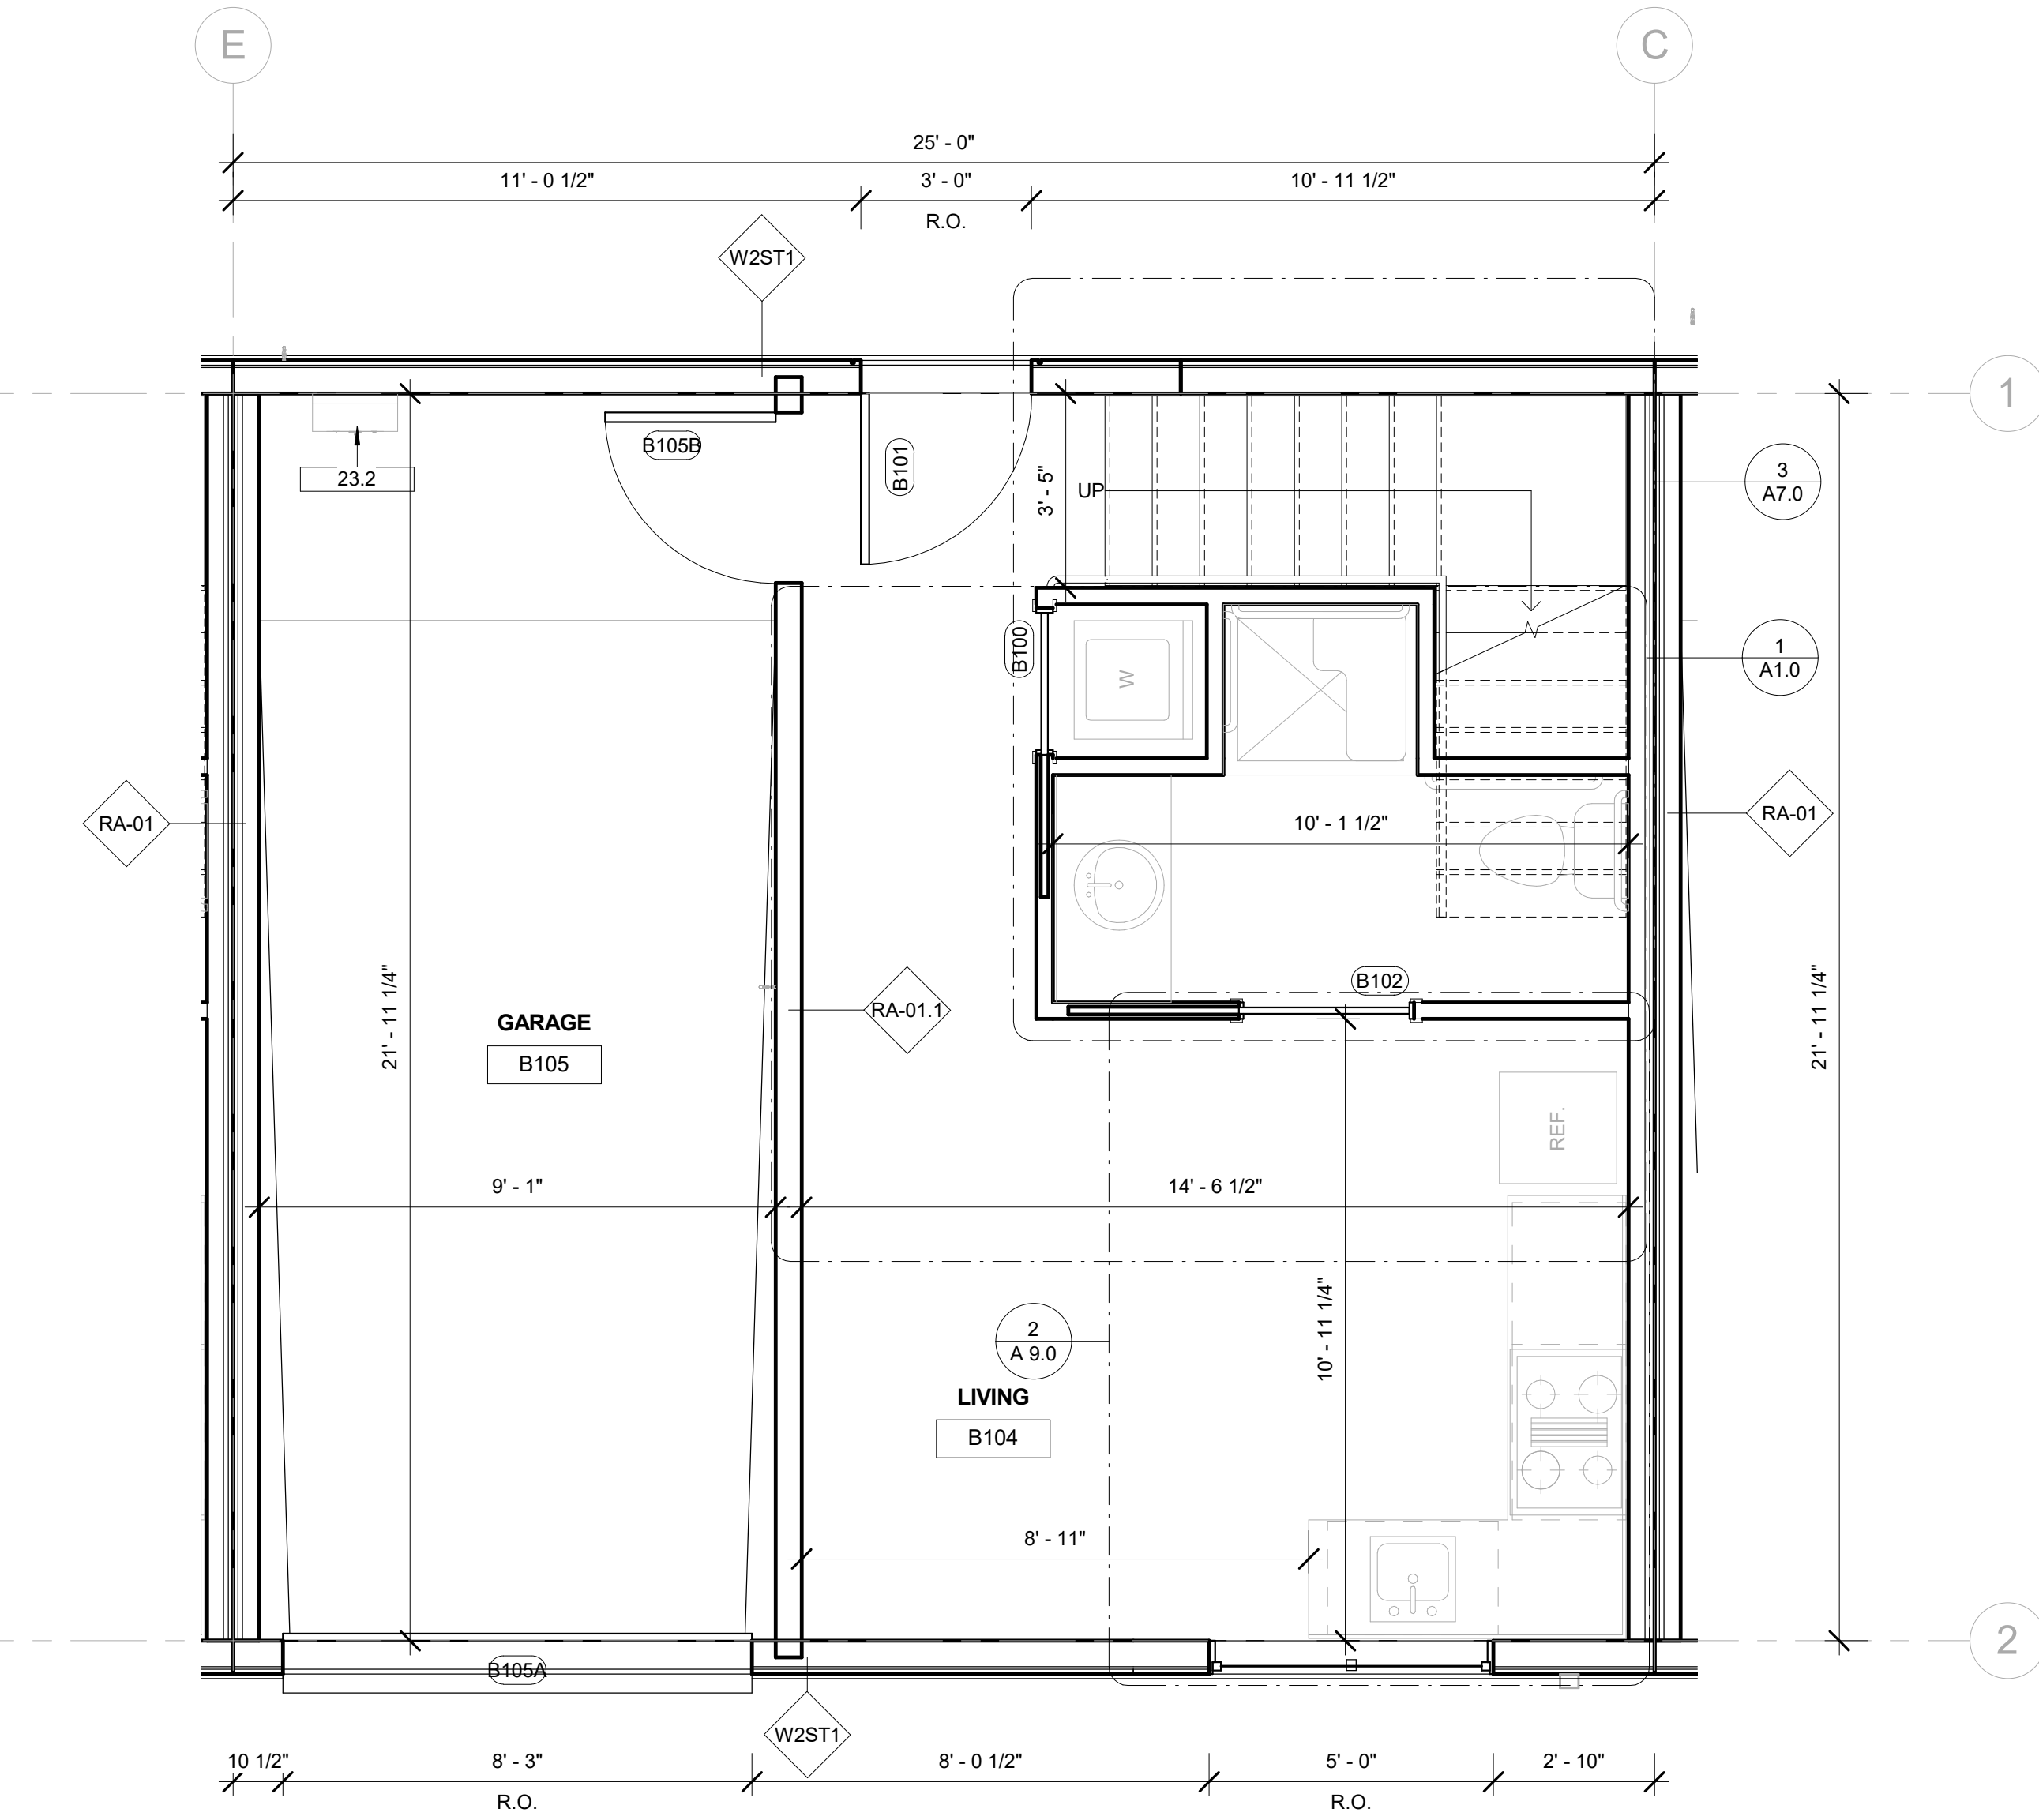 E
C
25' - 0"
11' - 0 1/2"
3' - 0"
10' - 11 1/2"
R.O.
W2ST1
1
B105B
B101
23.2
3' - 5"
UP
3
A7.0
B100
W
1
A1.0
RA-01
10' - 1 1/2"
RA-01
B102
21' - 11 1/4"
GARAGE
B105
RA-01.1
21' - 11 1/4"
REF.
9' - 1"
14' - 6 1/2"
2
A 9.0
10' - 11 1/4"
LIVING
B104
8' - 11"
2
B105A
W2ST1
10 1/2"
8' - 3"
8' - 0 1/2"
5' - 0"
2' - 10"
R.O.
R.O.